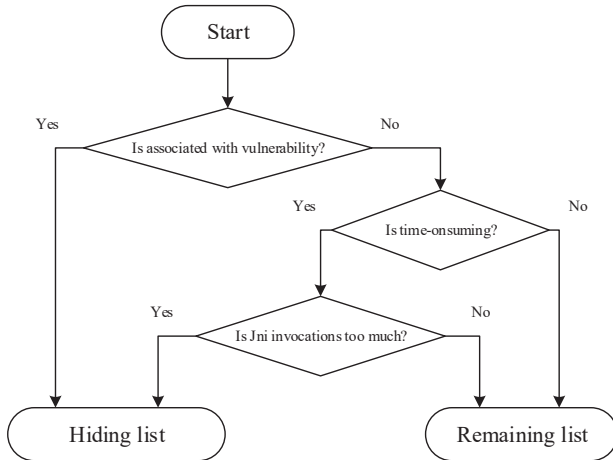 Start
Yes
No
Is associated with vulnerability?
Yes
No
Is time-onsuming?
Yes
No
Is Jni invocations too much?
Hiding list
Remaining list